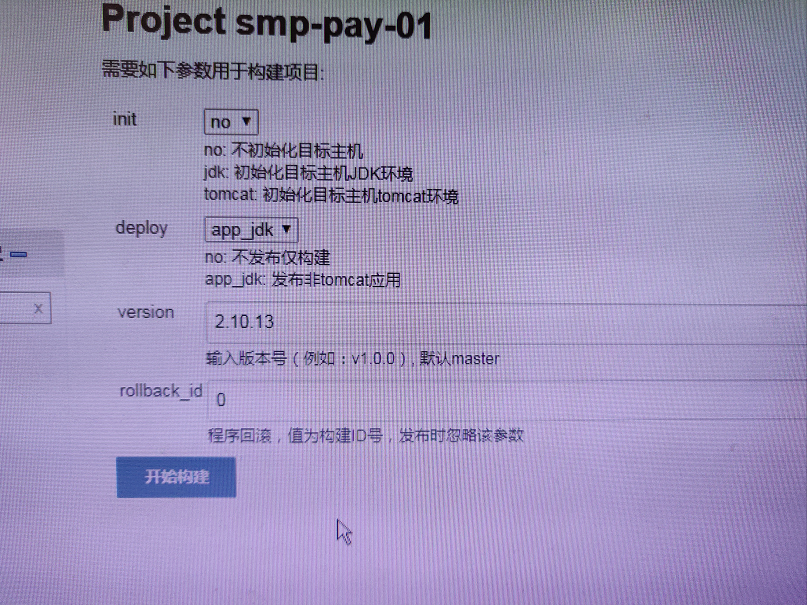 Project smp-pay-01
需要如下参数用于构建项目:
init
no ▼
no: 不初始化目标主机
jdk: 初始化目标主机JDK环境
tomcat: 初始化目标主机tomcat环境
deploy
app_jdk ▼
no: 不发布仅构建
app_jdk: 发布非tomcat应用
x
version
2.10.13
输入版本号 ( 例如 : v1.0.0 ) , 默认master
rollback_id
0
程序回滚，值为构建ID号，发布时忽略该参数
开始构建